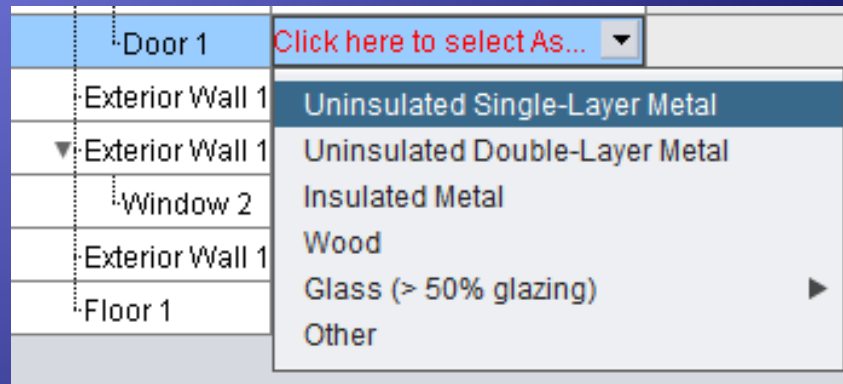 Door 1
Click here to select As...
Exterior Wall 1
Uninsulated Single-Layer Metal
Exterior Wall 1
Uninsulated Double-Layer Metal
Window 2
Insulated Metal
Wood
Exterior Wall 1
Glass (> 50% glazing)
Floor 1
Other